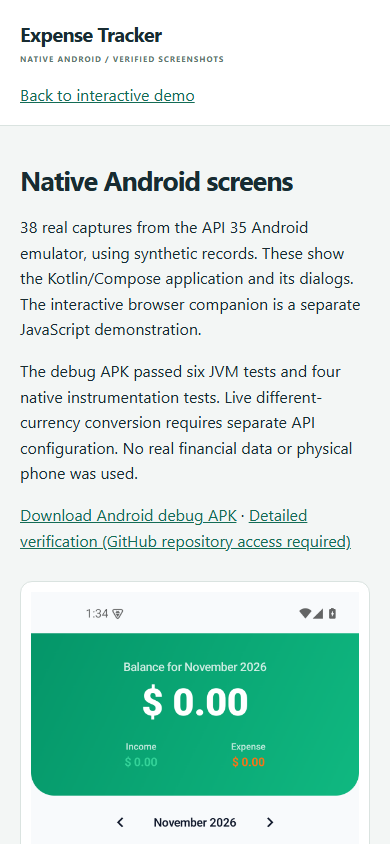 Expense Tracker
NATIVE ANDROID / VERIFIED SCREENSHOTS
Back to interactive demo
Native Android screens
38 real captures from the API 35 Android
emulator, using synthetic records. These show
the Kotlin/Compose application and its dialogs.
The interactive browser companion is a separate
JavaScript demonstration.
The debug APK passed six JVM tests and four
native instrumentation tests. Live different-
currency conversion requires separate API
configuration. No real financial data or physical
phone was used.
Download Android debug APK · Detailed
verification (GitHub repository access required)
1:34
Balance for November 2026
$ 0.00
Income Expense
$ 0.00 $ 0.00
November 2026